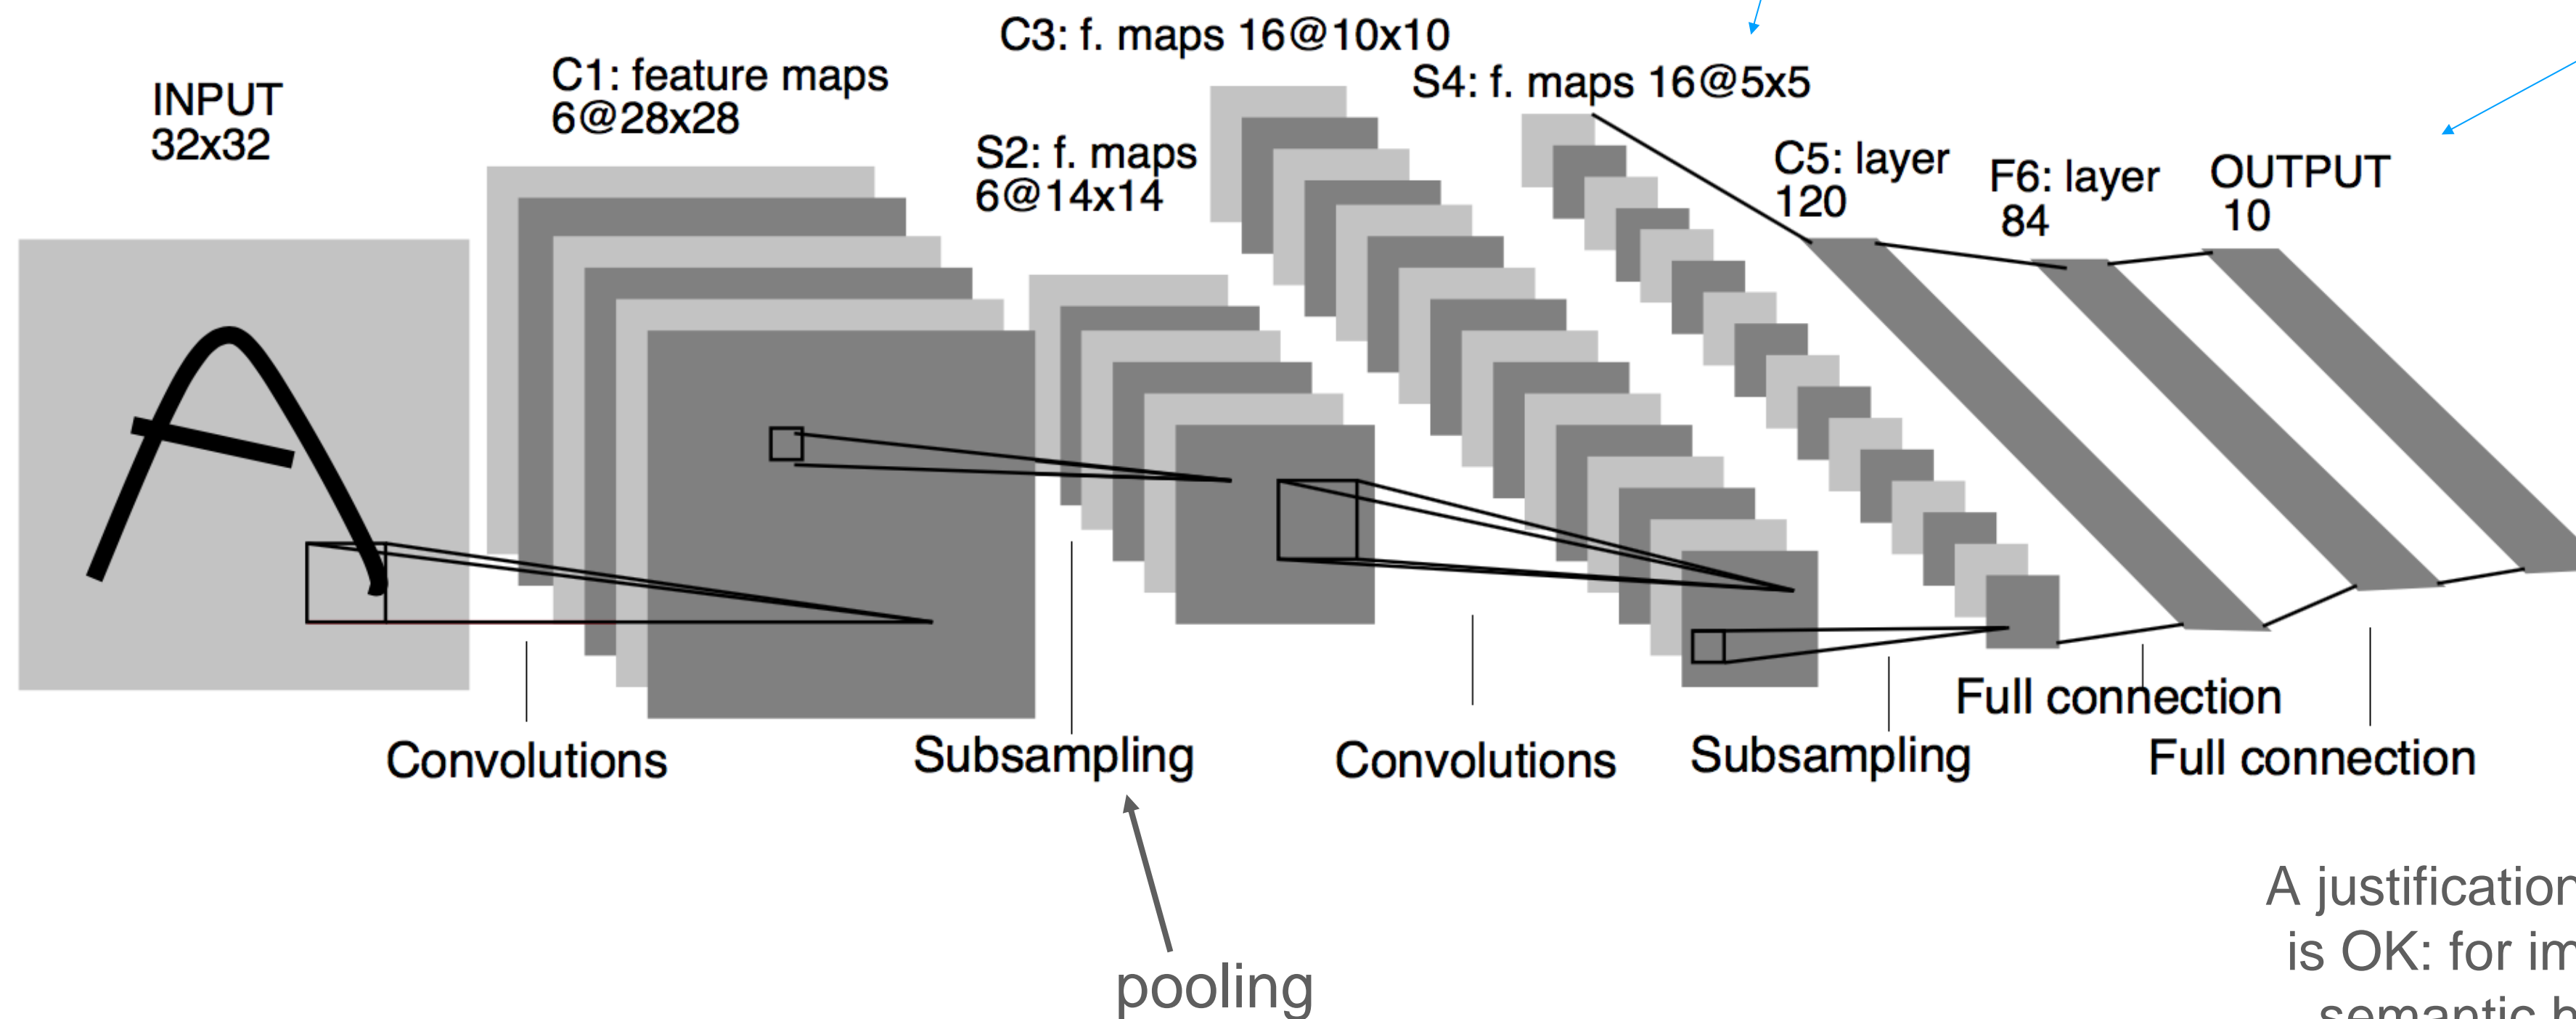 INPUT
32x32
C1: feature maps
6@28x28
S2: f. maps
6@14x14
C3: f. maps 16@10x10
S4: f. maps 16@5x5
C5: layer
120
F6: layer
84
OUTPUT
10
Convolutions
Subsampling
Convolutions
Subsampling
Full connection
Full connection
pooling
A justification
is OK: for im
semantic